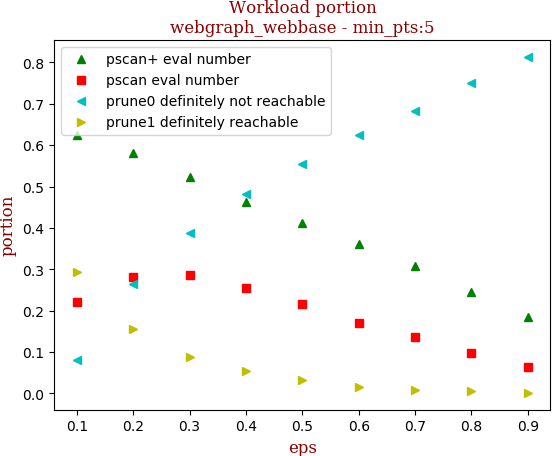 Workload portion
webgraph_webbase - min_pts:5
pscan+ eval number
pscan eval number
prune0 definitely not reachable
prune1 definitely reachable
portion
0.8
0.7
0.6
0.5
0.4
0.3
0.2
0.1
0.0
0.1 0.2 0.3 0.4 0.5 0.6 0.7 0.8 0.9
eps